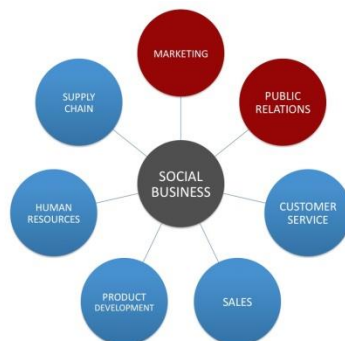 MARKETING
PUBLIC
RELATIONS
CUSTOMER
SERVICE
SALES
PRODUCT
DEVELOPMENT
HUMAN
RESOURCES
SUPPLY
CHAIN
SOCIAL
BUSINESS